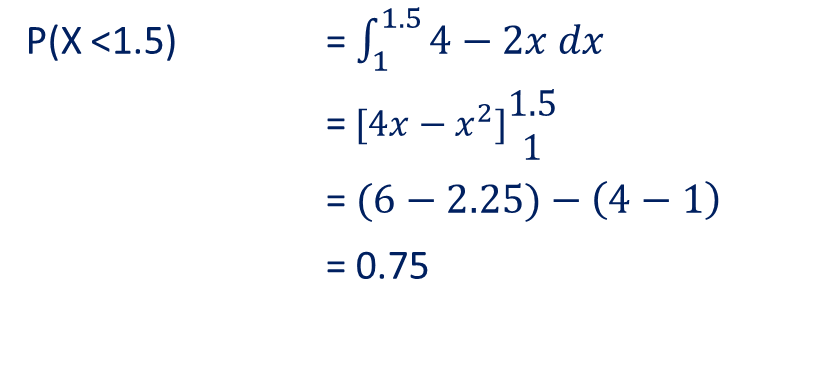 P(X <1.5) = ∫₁^1.5 4 − 2x dx
= [4x − x²] 1.5 1
= (6 − 2.25) − (4 − 1)
= 0.75